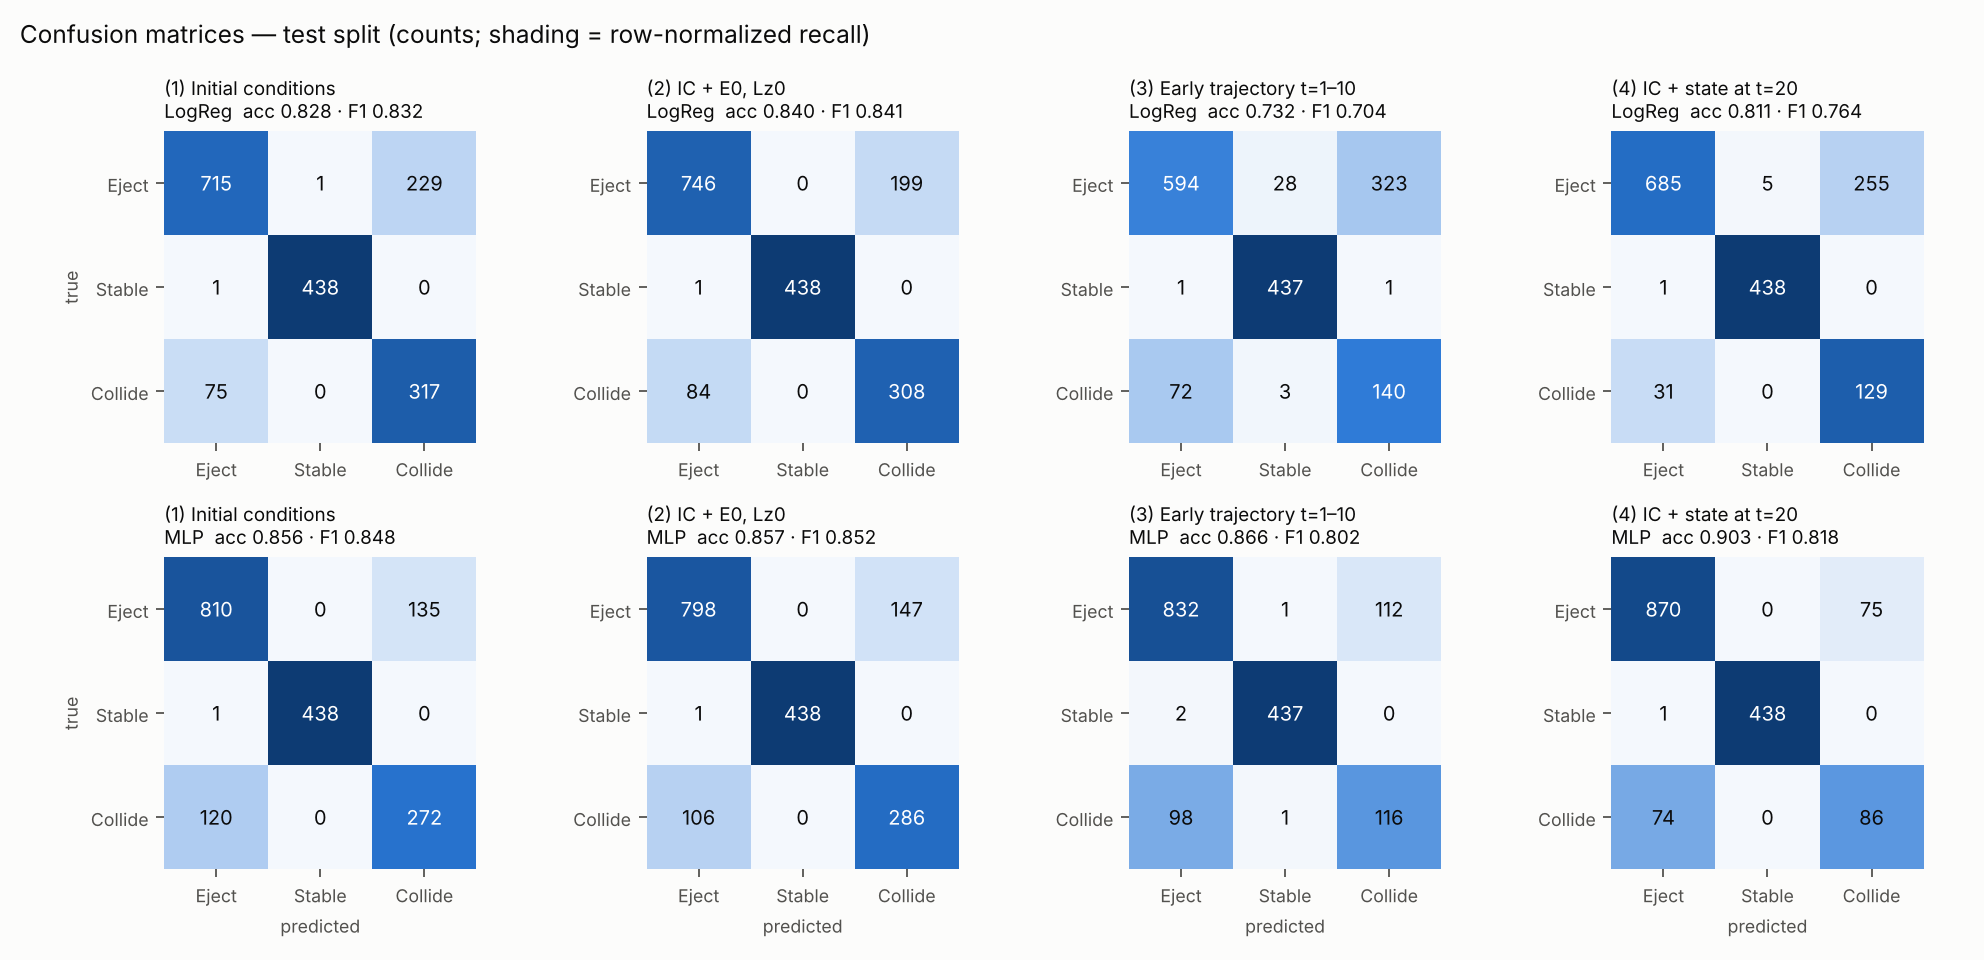 Confusion matrices — test split (counts; shading = row-normalized recall)
(1) Initial conditions
LogReg  acc 0.828 · F1 0.832
Eject 715 1 229
Stable 1 438 0
Collide 75 0 317
Eject Stable Collide
true
(2) IC + E0, Lz0
LogReg  acc 0.840 · F1 0.841
Eject 746 0 199
Stable 1 438 0
Collide 84 0 308
Eject Stable Collide
(3) Early trajectory t=1–10
LogReg  acc 0.732 · F1 0.704
Eject 594 28 323
Stable 1 437 1
Collide 72 3 140
Eject Stable Collide
(4) IC + state at t=20
LogReg  acc 0.811 · F1 0.764
Eject 685 5 255
Stable 1 438 0
Collide 31 0 129
Eject Stable Collide
(1) Initial conditions
MLP  acc 0.856 · F1 0.848
Eject 810 0 135
Stable 1 438 0
Collide 120 0 272
Eject Stable Collide
true
predicted
(2) IC + E0, Lz0
MLP  acc 0.857 · F1 0.852
Eject 798 0 147
Stable 1 438 0
Collide 106 0 286
Eject Stable Collide
predicted
(3) Early trajectory t=1–10
MLP  acc 0.866 · F1 0.802
Eject 832 1 112
Stable 2 437 0
Collide 98 1 116
Eject Stable Collide
predicted
(4) IC + state at t=20
MLP  acc 0.903 · F1 0.818
Eject 870 0 75
Stable 1 438 0
Collide 74 0 86
Eject Stable Collide
predicted